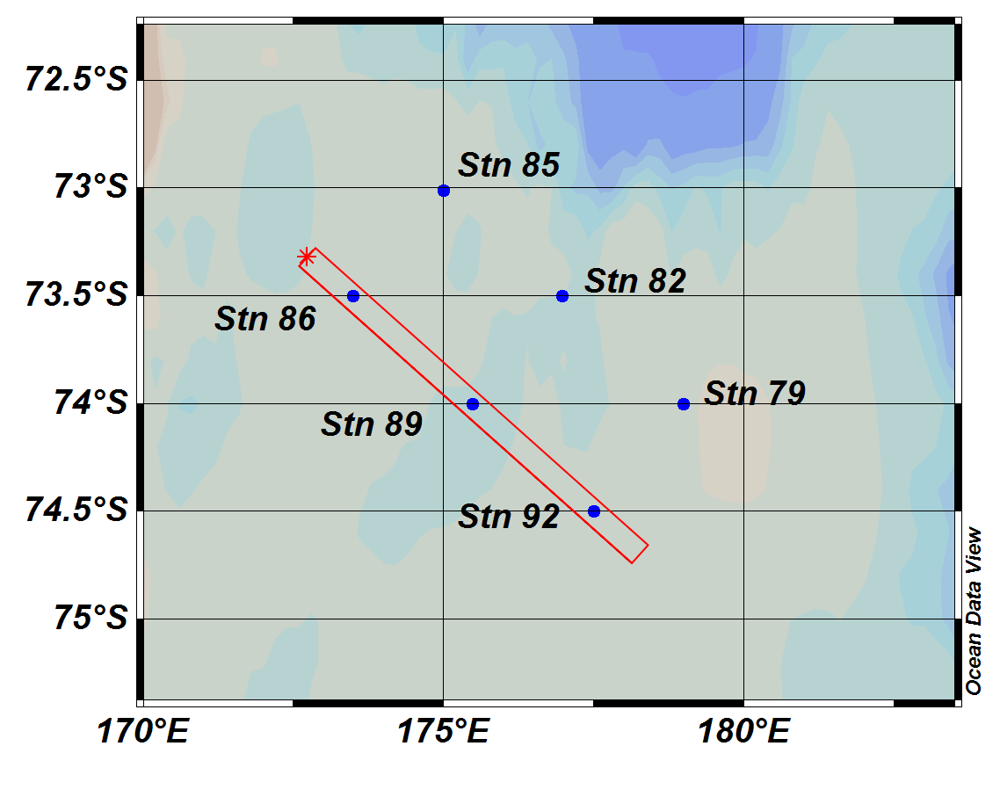 72.5°S
Stn 85
73°S
Stn 82
73.5°S
Stn 86
Stn 79
74°S
Stn 89
74.5°S
Stn 92
75°S
Ocean Data View
170°E
175°E
180°E